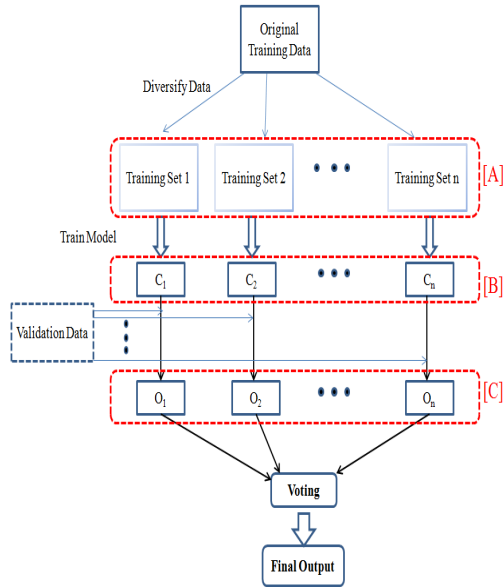 Original
Training Data
Diversify Data
Training Set 1
Training Set 2
Training Set n
[A]
Train Model
C₁
C₂
Cₙ
[B]
Validation Data
O₁
O₂
Oₙ
[C]
Voting
Final Output